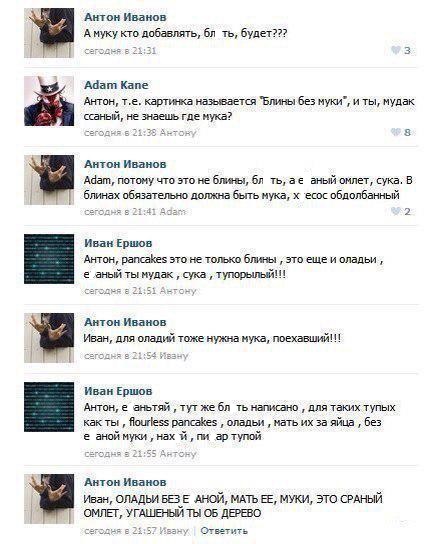 Антон Иванов
А муку кто добавлять, бл ть, будет???
сегодня в 21:31
3
Adam Kane
Антон, т.е. картинка называется "Блины без муки", и ты, мудак
ссаный, не знаешь где мука?
сегодня в 21:38 Антону
8
Антон Иванов
Adam, потому что это не блины, бл ть, а е аный омлет, сука. В
блинах обязательно должна быть мука, х есос обдолбанный
сегодня в 21:41 Adam
2
Иван Ершов
Антон, pancakes это не только блины , это еще и оладьи ,
е аный ты мудак , сука , тупорылый!!!
сегодня в 21:51 Антону
Антон Иванов
Иван, для оладий тоже нужна мука, поехавший!!!
сегодня в 21:54 Ивану
Иван Ершов
Антон, е аньтяй , тут же бл ть написано , для таких тупых
как ты , flourless pancakes , оладьи , мать их за яйца , без
е аной муки , нах й , пи ар тупой
сегодня в 21:55 Антону
Антон Иванов
Иван, ОЛАДЬИ БЕЗ Е АНОЙ, МАТЬ ЕЕ, МУКИ, ЭТО СРАНЫЙ
ОМЛЕТ, УГАШЕНЫЙ ТЫ ОБ ДЕРЕВО
сегодня в 21:57 Ивану | Ответить